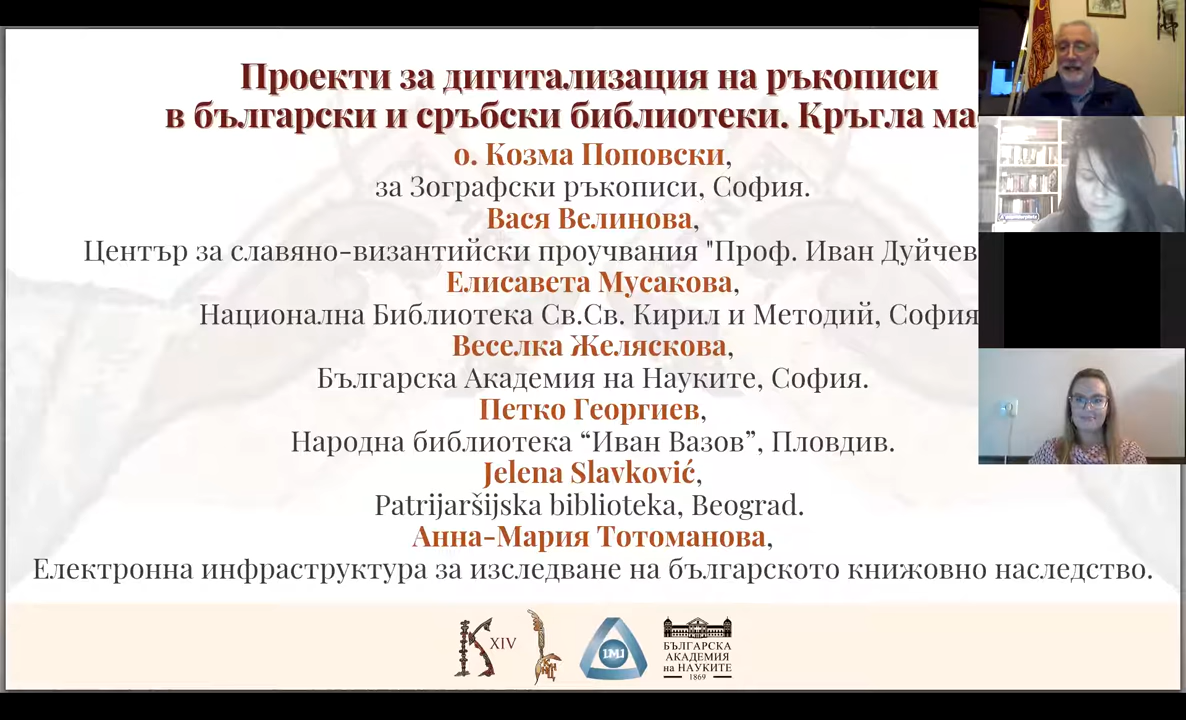 Проекти за дигитализация на ръкописи
в български и сръбски библиотеки. Кръгла ма
о. Козма Поповски,
за Зографски ръкописи, София.
Вася Велинова,
Център за славяно-византийски проучвания "Проф. Иван Дуйчев
Елисавета Мусакова,
Национална Библиотека Св.Св. Кирил и Методий, София
Веселка Желяскова,
Българска Академия на Науките, София.
Петко Георгиев,
Народна библиотека “Иван Вазов”, Пловдив.
Jelena Slavković,
Patrijaršijska biblioteka, Beograd.
Анна-Мария Тотоманова,
Електронна инфраструктура за изследване на българското книжовно наследство.
XIV
IMI
БЪЛГАРСКА
АКАДЕМИЯ
на НАУКИТЕ
1869